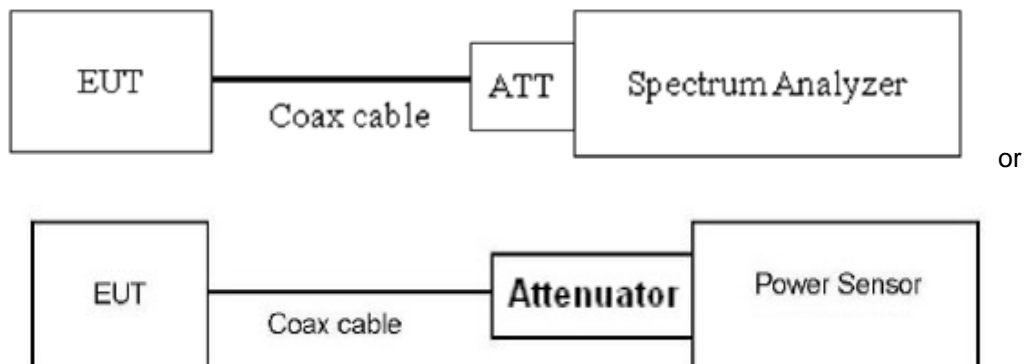 EUT
Coax cable
ATT
Spectrum Analyzer
or
EUT
Coax cable
Attenuator
Power Sensor